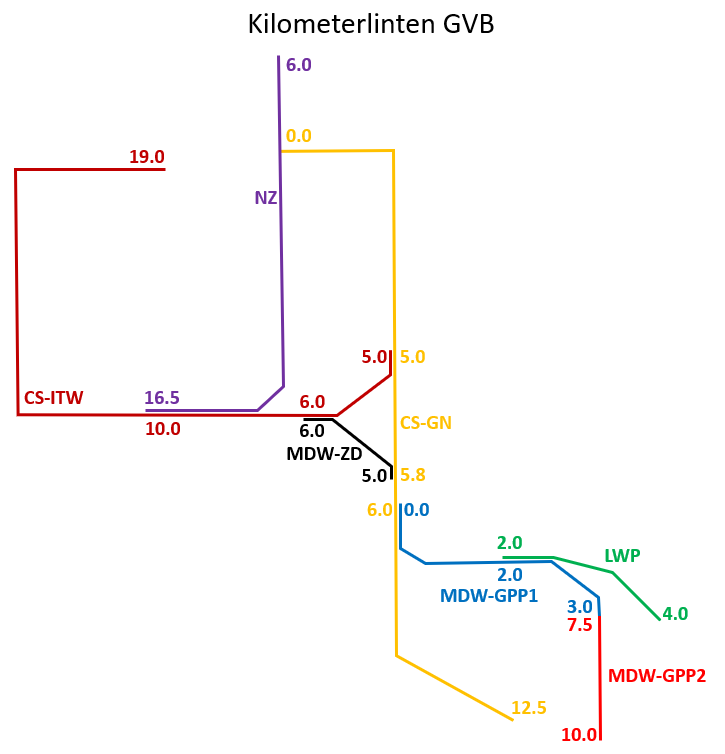 Kilometerlinten GVB
6.0
0.0
19.0
NZ
5.0 5.0
CS-ITW
16.5
6.0
10.0
CS-GN
6.0
MDW-ZD
5.0 5.8
6.0 0.0
2.0
LWP
2.0
MDW-GPP1
3.0
4.0
7.5
MDW-GPP2
12.5
10.0